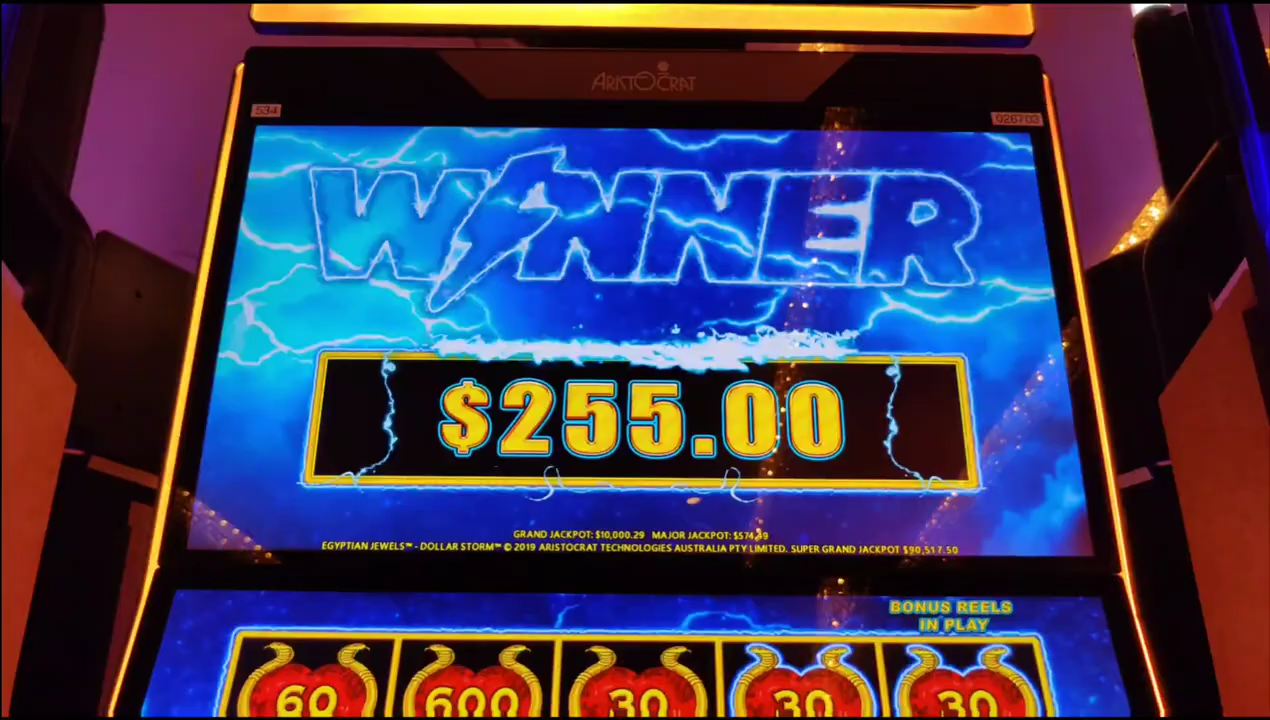 ARISTOCRAT
534
026703
WINNER
$255.00
GRAND JACKPOT: $10,000.29 MAJOR JACKPOT: $574.49
EGYPTIAN JEWELS™ - DOLLAR STORM™ © 2019 ARISTOCRAT TECHNOLOGIES AUSTRALIA PTY LIMITED. SUPER GRAND JACKPOT $90,517.50
BONUS REELS
IN PLAY
60 600 30 30 30